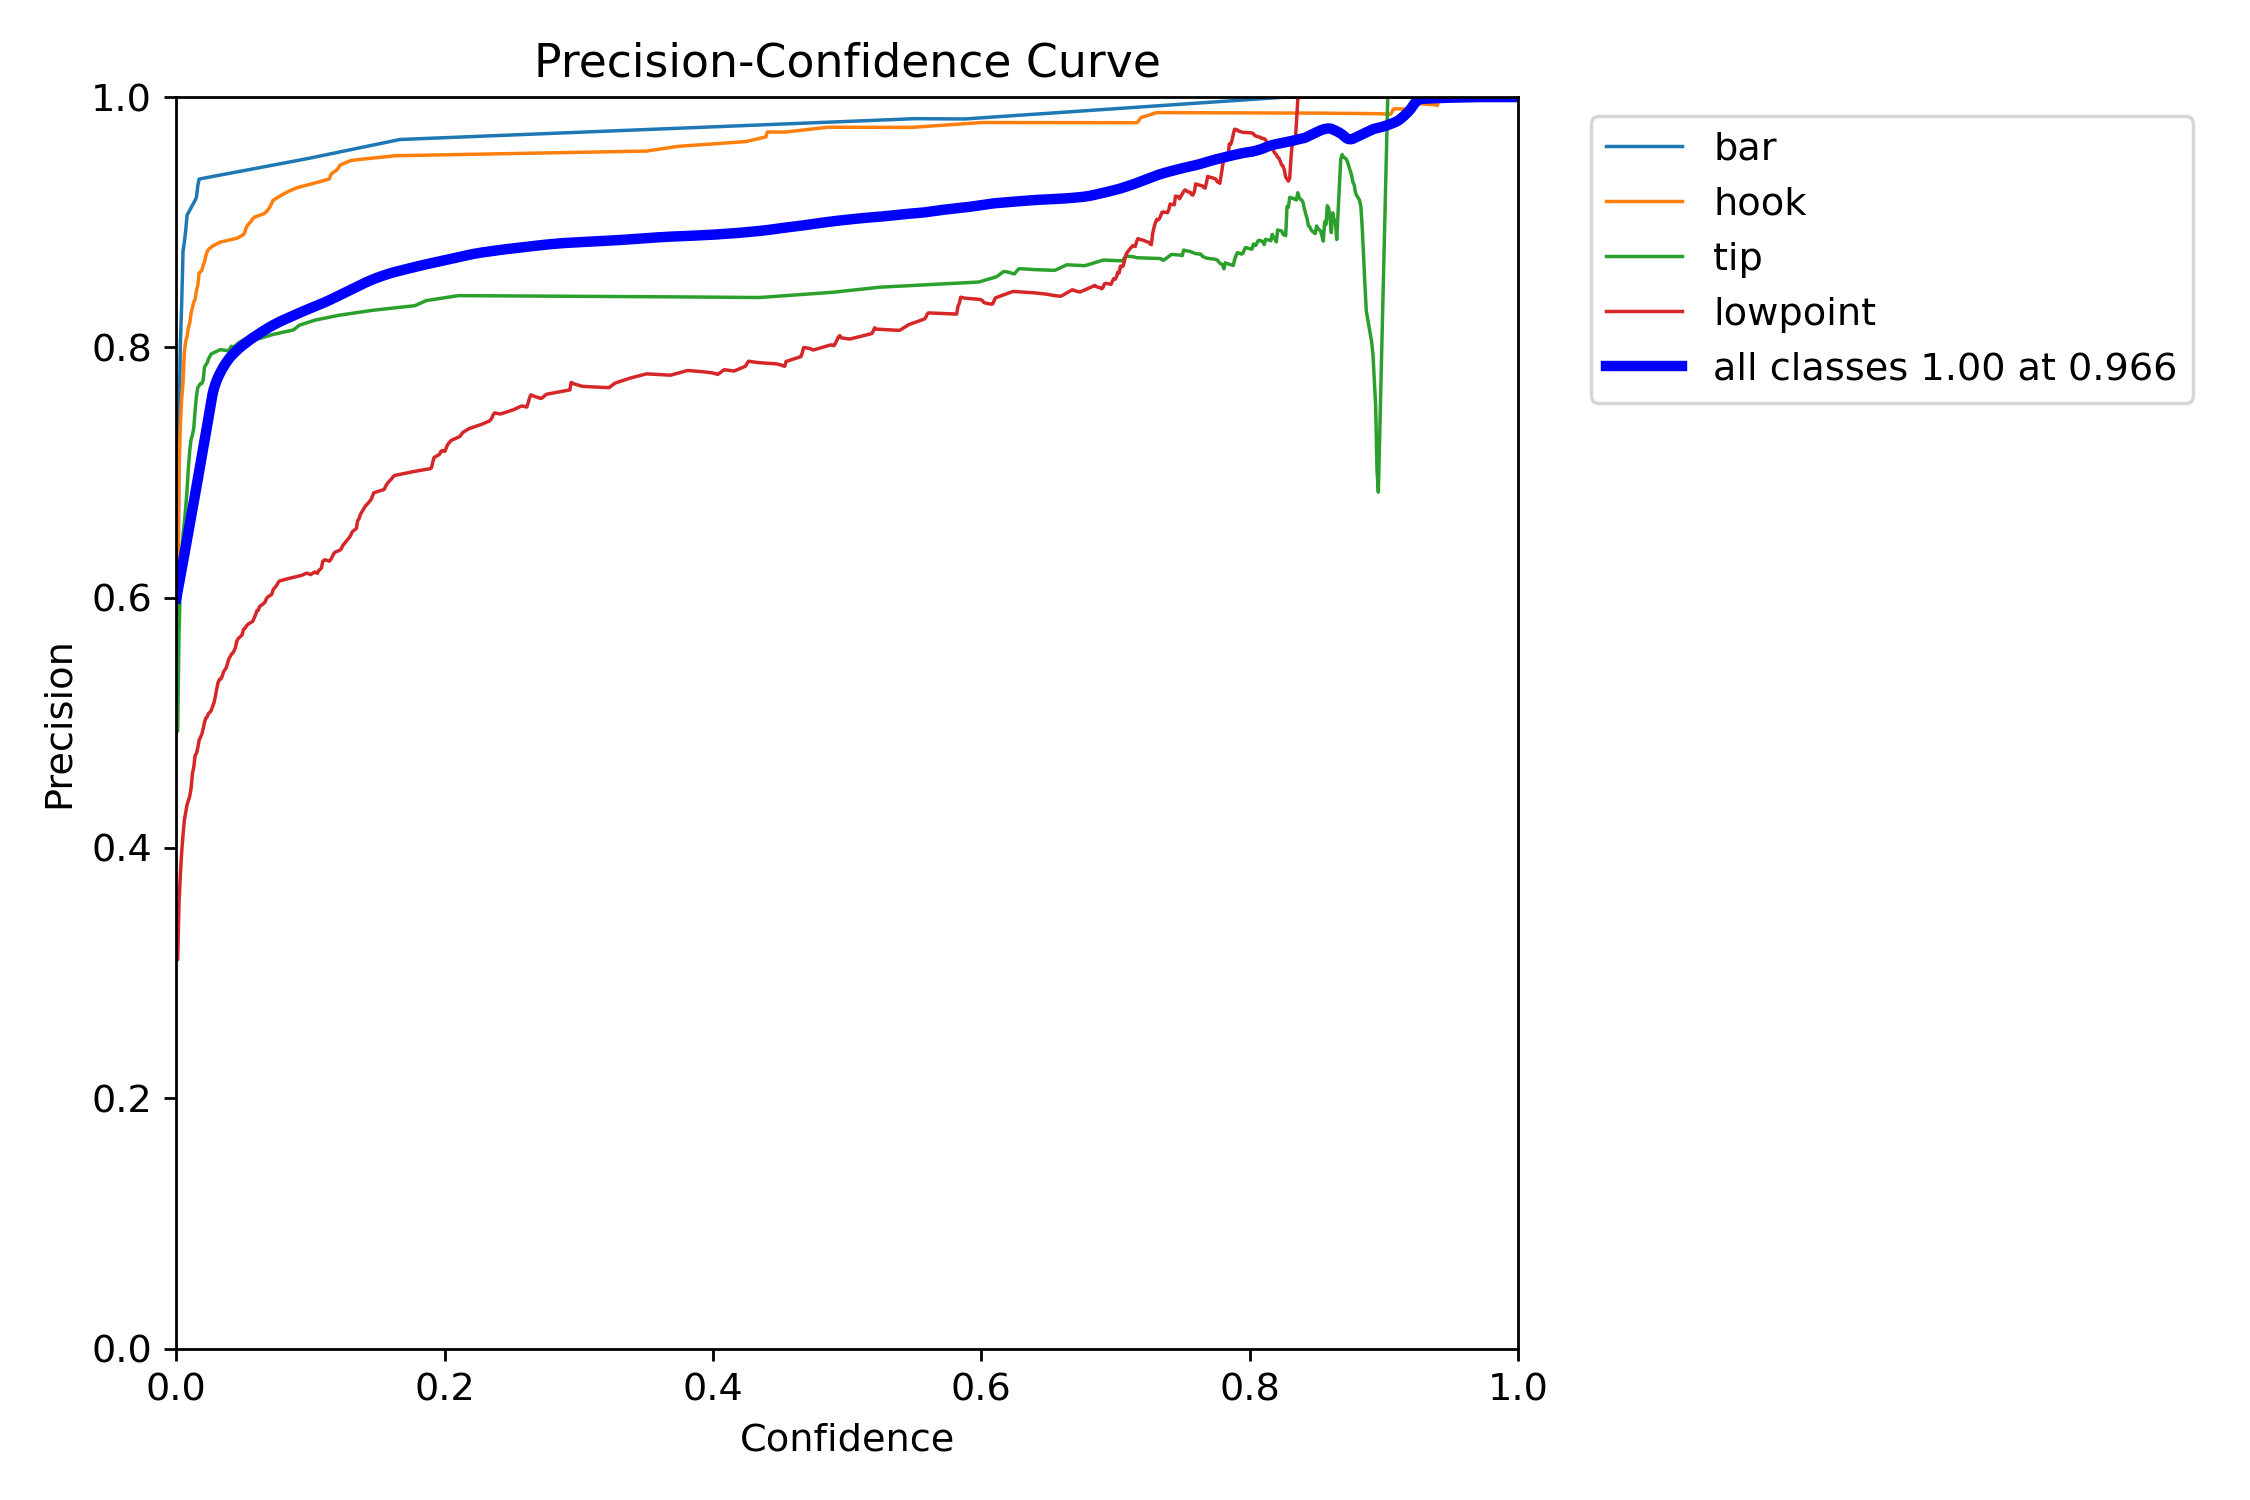 Precision-Confidence Curve
1.0
0.8
0.6
0.4
0.2
0.0
Precision
0.0 0.2 0.4 0.6 0.8 1.0
Confidence
bar
hook
tip
lowpoint
all classes 1.00 at 0.966